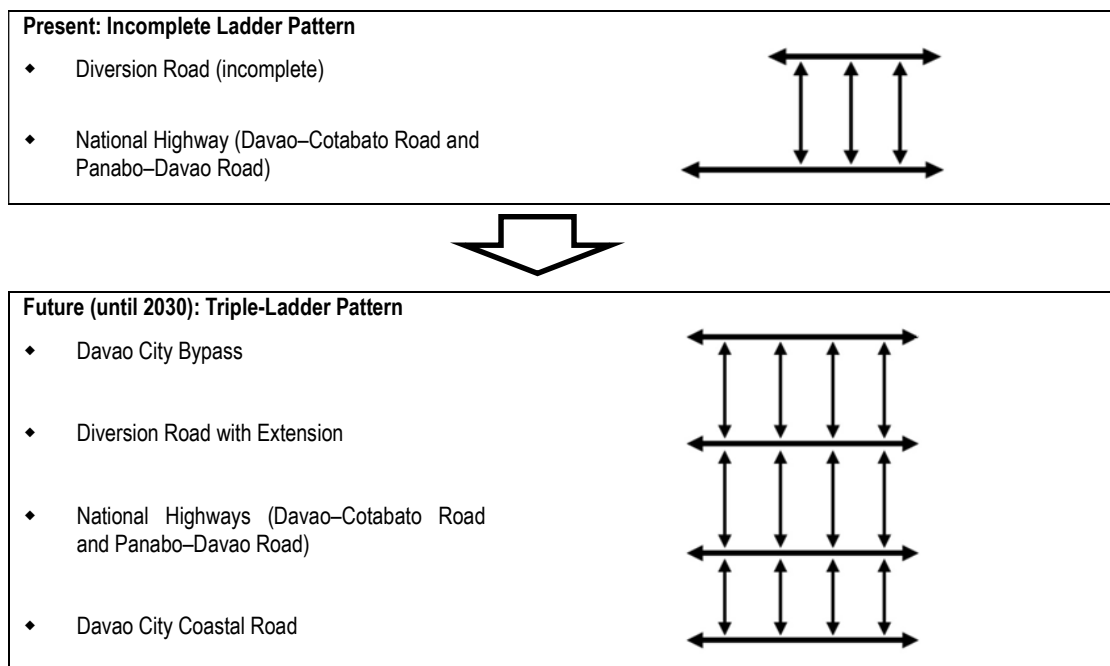 Present: Incomplete Ladder Pattern
◆ Diversion Road (incomplete)
◆ National Highway (Davao–Cotabato Road and
Panabo–Davao Road)
Future (until 2030): Triple-Ladder Pattern
◆ Davao City Bypass
◆ Diversion Road with Extension
◆ National Highways (Davao–Cotabato Road
and Panabo–Davao Road)
◆ Davao City Coastal Road